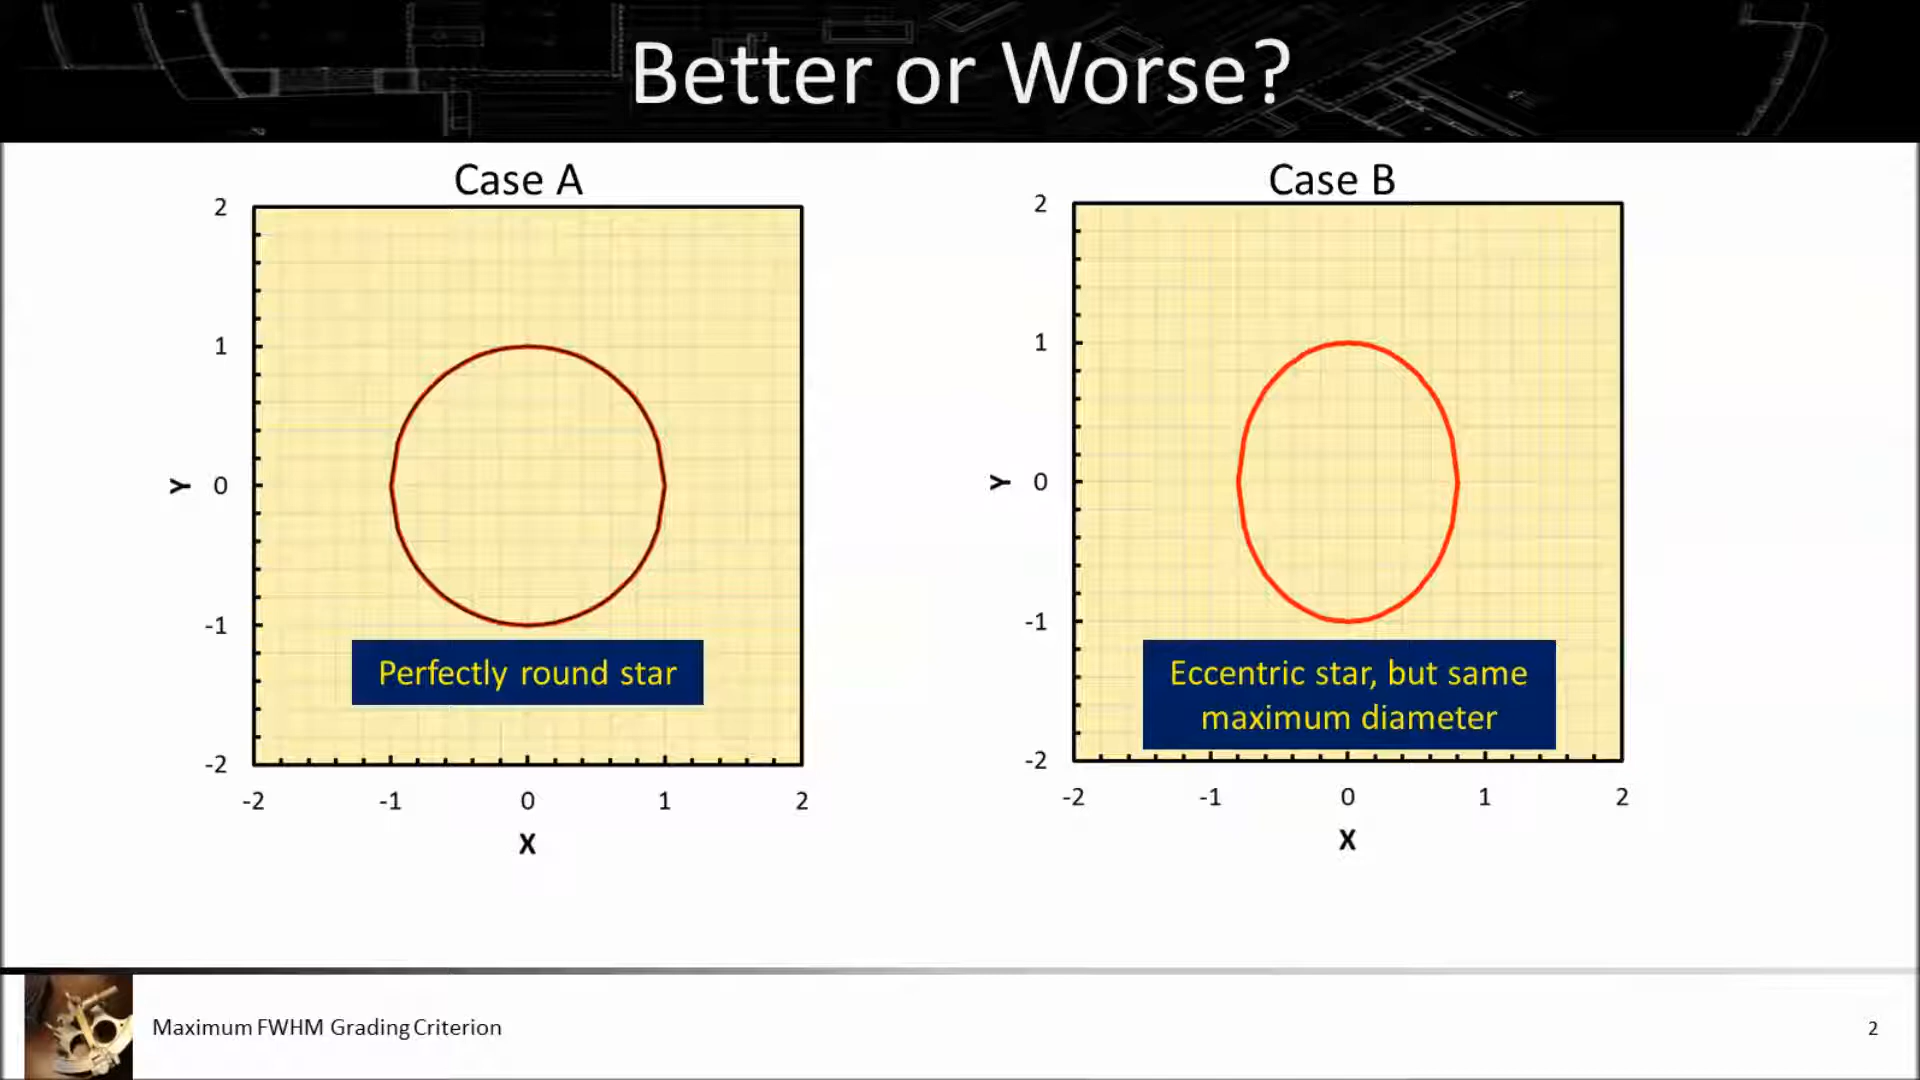 Better or Worse?
Case A
2
1
Y
0
-1
-2
-2
-1
0
1
2
X
Perfectly round star
Case B
2
1
Y
0
-1
-2
-2
-1
0
1
2
X
Eccentric star, but same
maximum diameter
Maximum FWHM Grading Criterion
2